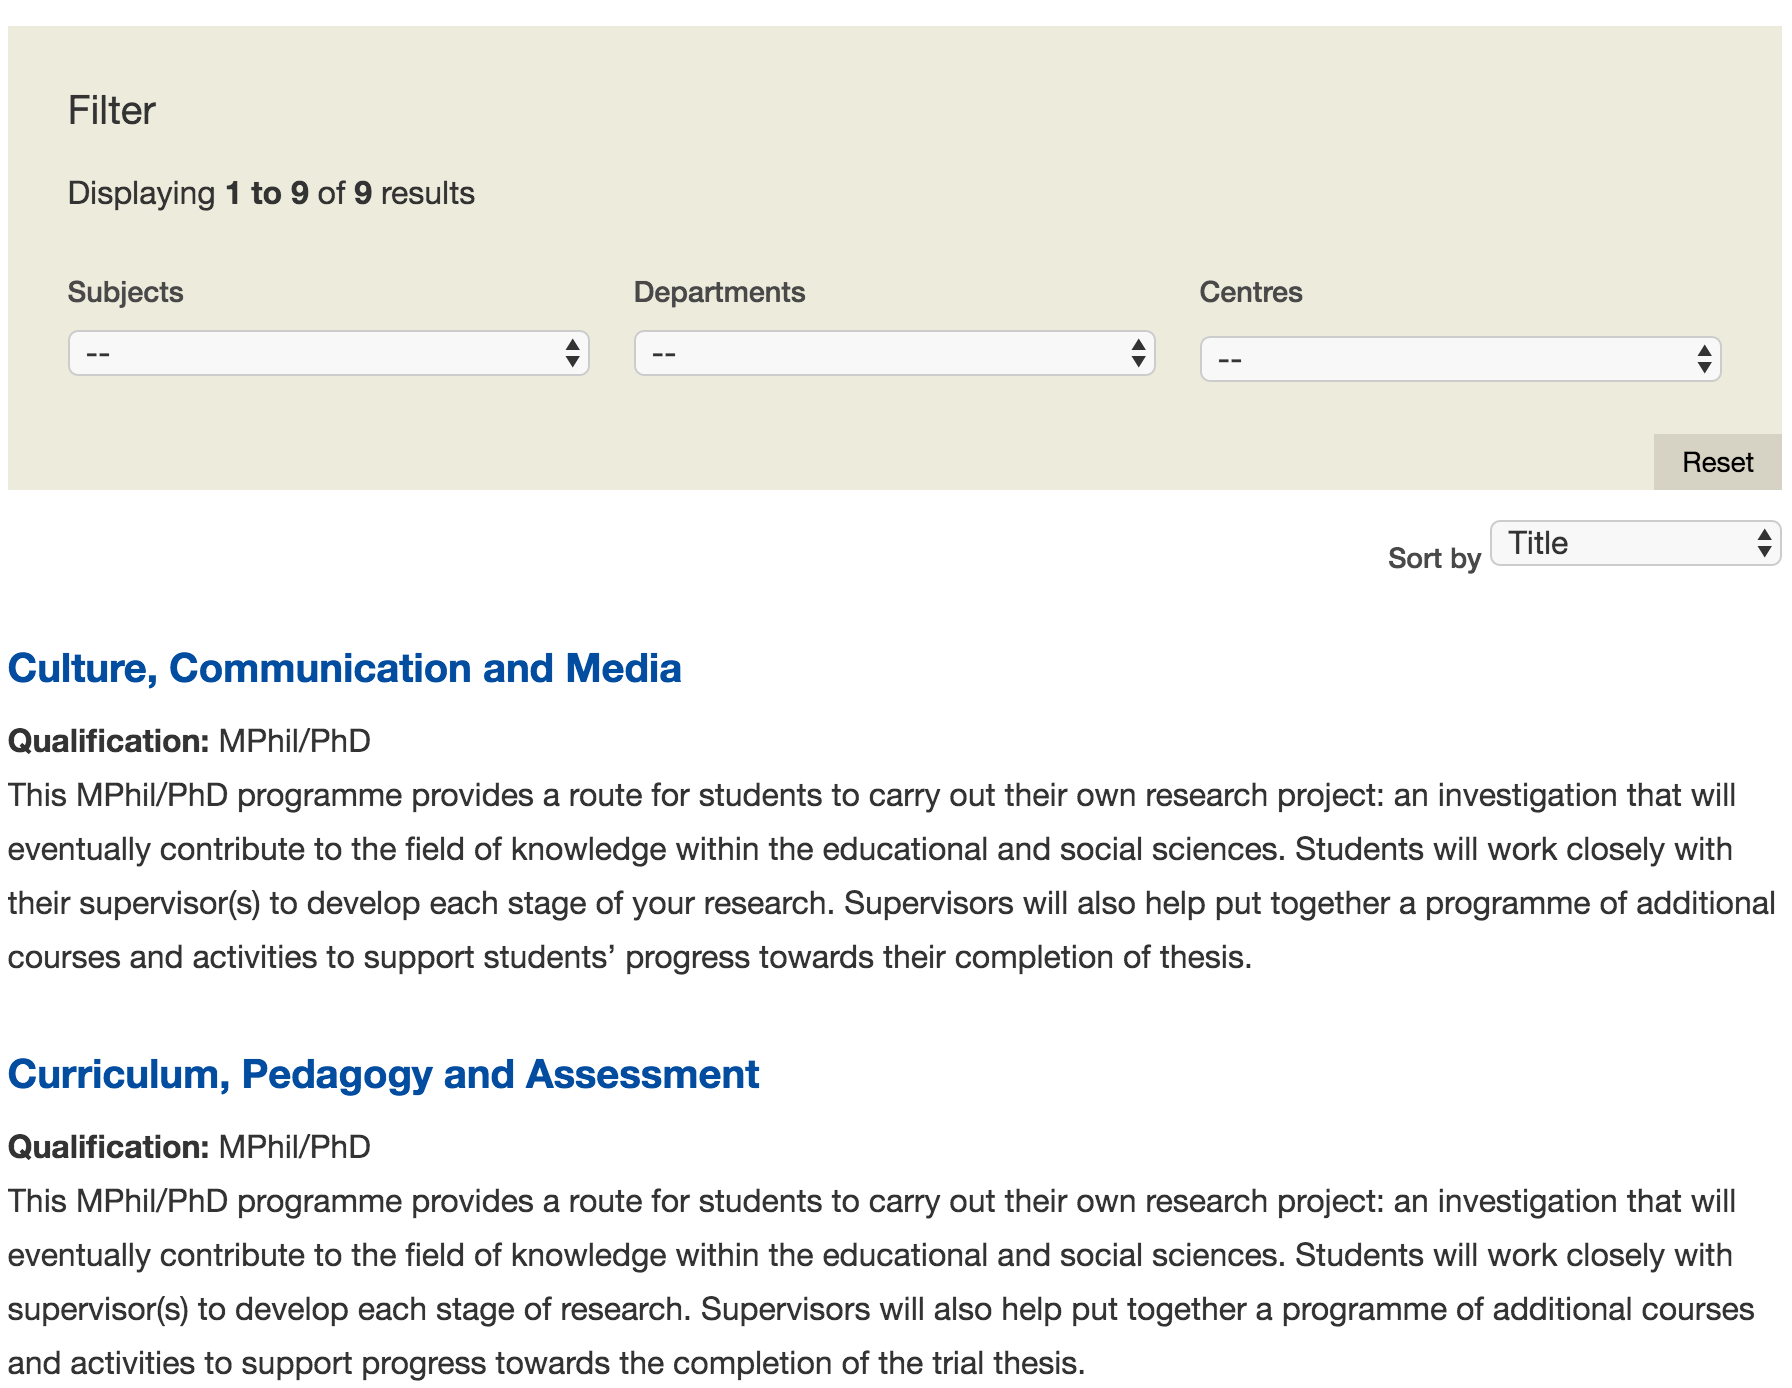 Filter
Displaying 1 to 9 of 9 results
Subjects Departments Centres
-- -- --
Reset
Sort by Title
Culture, Communication and Media
Qualification: MPhil/PhD
This MPhil/PhD programme provides a route for students to carry out their own research project: an investigation that will
eventually contribute to the field of knowledge within the educational and social sciences. Students will work closely with
their supervisor(s) to develop each stage of your research. Supervisors will also help put together a programme of additional
courses and activities to support students’ progress towards their completion of thesis.
Curriculum, Pedagogy and Assessment
Qualification: MPhil/PhD
This MPhil/PhD programme provides a route for students to carry out their own research project: an investigation that will
eventually contribute to the field of knowledge within the educational and social sciences. Students will work closely with
supervisor(s) to develop each stage of research. Supervisors will also help put together a programme of additional courses
and activities to support progress towards the completion of the trial thesis.